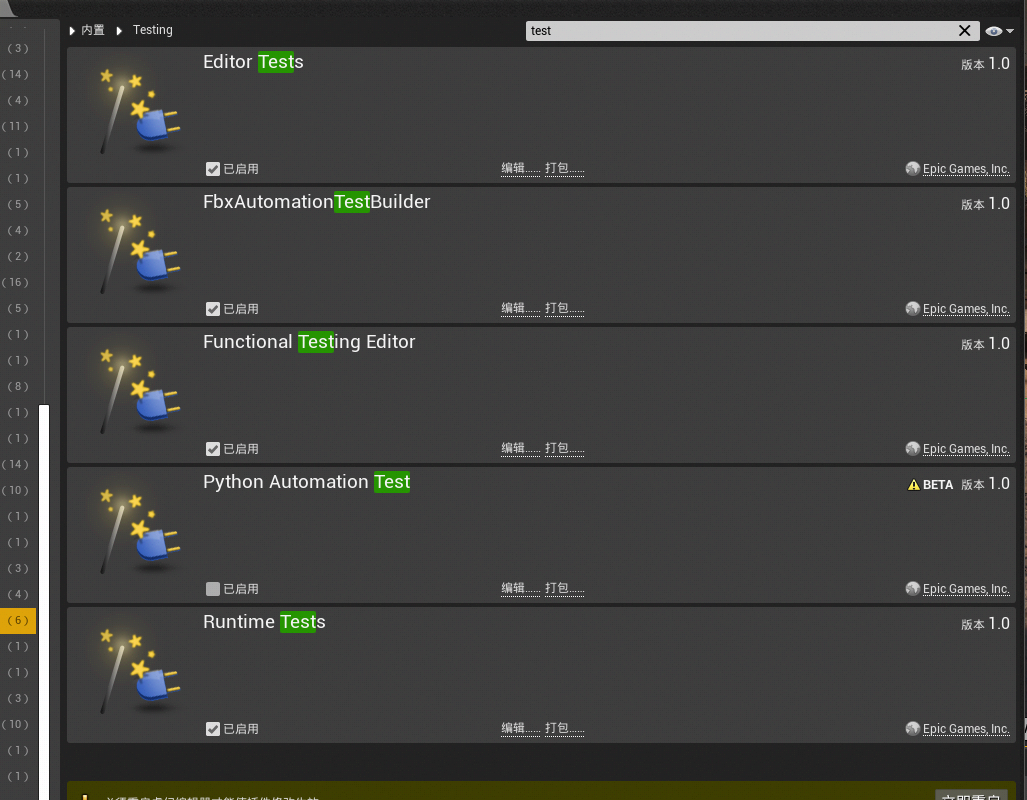 (3)
(14)
(4)
(11)
(1)
(1)
(5)
(4)
(2)
(16)
(5)
(1)
(1)
(8)
(1)
(1)
(14)
(10)
(1)
(1)
(3)
(4)
(6)
(1)
(1)
(3)
(10)
(1)
(1)
内置 Testing test
Editor Tests 版本 1.0
已启用 编辑...... 打包...... Epic Games, Inc.
FbxAutomationTestBuilder 版本 1.0
已启用 编辑...... 打包...... Epic Games, Inc.
Functional Testing Editor 版本 1.0
已启用 编辑...... 打包...... Epic Games, Inc.
Python Automation Test BETA 版本 1.0
已启用 编辑...... 打包...... Epic Games, Inc.
Runtime Tests 版本 1.0
已启用 编辑...... 打包...... Epic Games, Inc.
立即重启